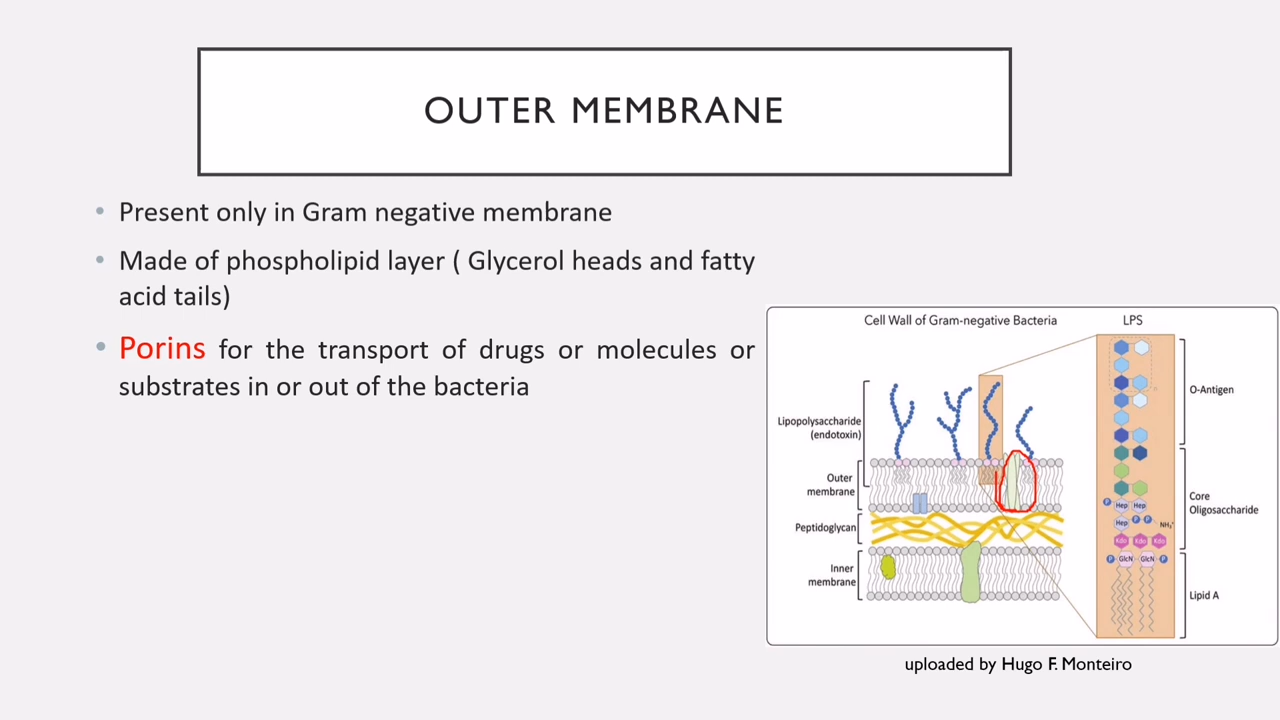 OUTER MEMBRANE
• Present only in Gram negative membrane
• Made of phospholipid layer ( Glycerol heads and fatty
acid tails)
• Porins for the transport of drugs or molecules or
substrates in or out of the bacteria
Cell Wall of Gram-negative Bacteria
LPS
Lipopolysaccharide
(endotoxin)
Outer
membrane
Peptidoglycan
Inner
membrane
O-Antigen
Core
Oligosaccharide
Lipid A
P Hep Hep
Hep P P NH₃⁺
Kdo Kdo Kdo
P GlcN GlcN P
uploaded by Hugo F. Monteiro